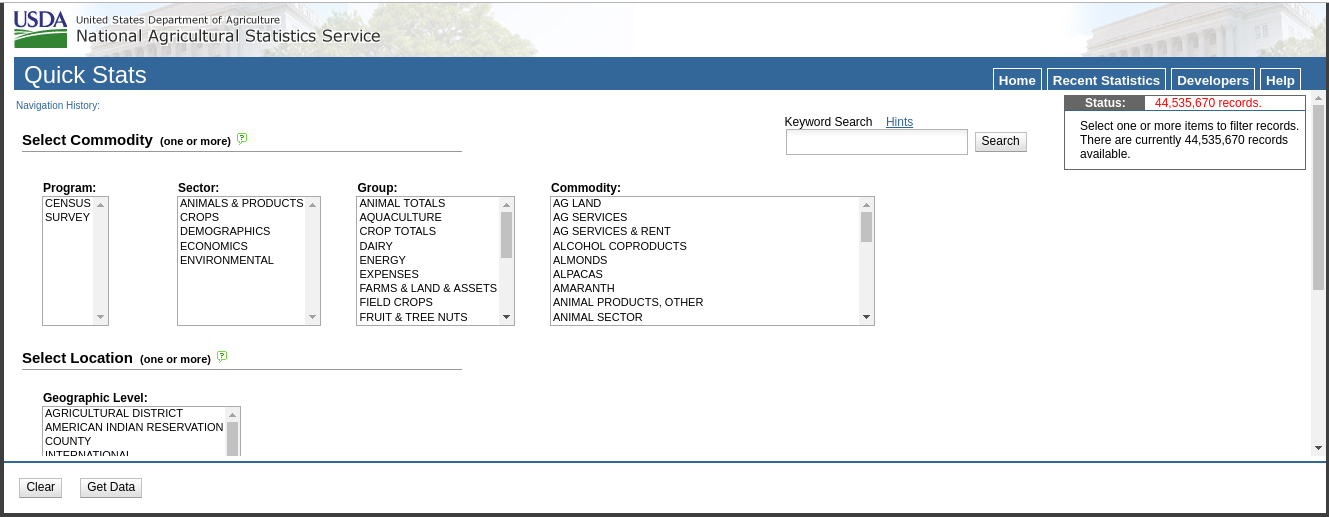 USDA
United States Department of Agriculture
National Agricultural Statistics Service
Quick Stats
Home
Recent Statistics
Developers
Help
Navigation History:
Status:
44,535,670 records.
Select one or more items to filter records.
There are currently 44,535,670 records
available.
Keyword Search
Hints
Search
Select Commodity (one or more) ?
Program:
CENSUS
SURVEY
Sector:
ANIMALS & PRODUCTS
CROPS
DEMOGRAPHICS
ECONOMICS
ENVIRONMENTAL
Group:
ANIMAL TOTALS
AQUACULTURE
CROP TOTALS
DAIRY
ENERGY
EXPENSES
FARMS & LAND & ASSETS
FIELD CROPS
FRUIT & TREE NUTS
Commodity:
AG LAND
AG SERVICES
AG SERVICES & RENT
ALCOHOL COPRODUCTS
ALMONDS
ALPACAS
AMARANTH
ANIMAL PRODUCTS, OTHER
ANIMAL SECTOR
Select Location (one or more) ?
Geographic Level:
AGRICULTURAL DISTRICT
AMERICAN INDIAN RESERVATION
COUNTY
INTERNATIONAL
Clear
Get Data